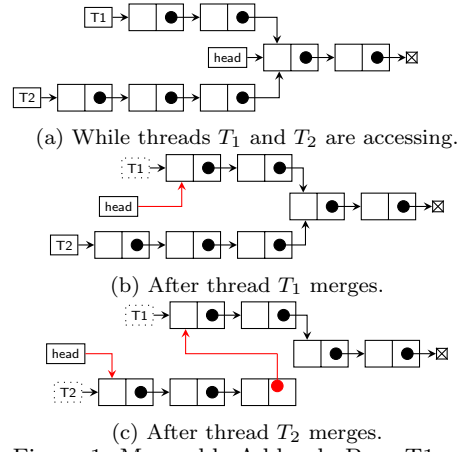 T1
head
T2
(a) While threads T1 and T2 are accessing.
T1
head
T2
(b) After thread T1 merges.
T1
head
T2
(c) After thread T2 merges.